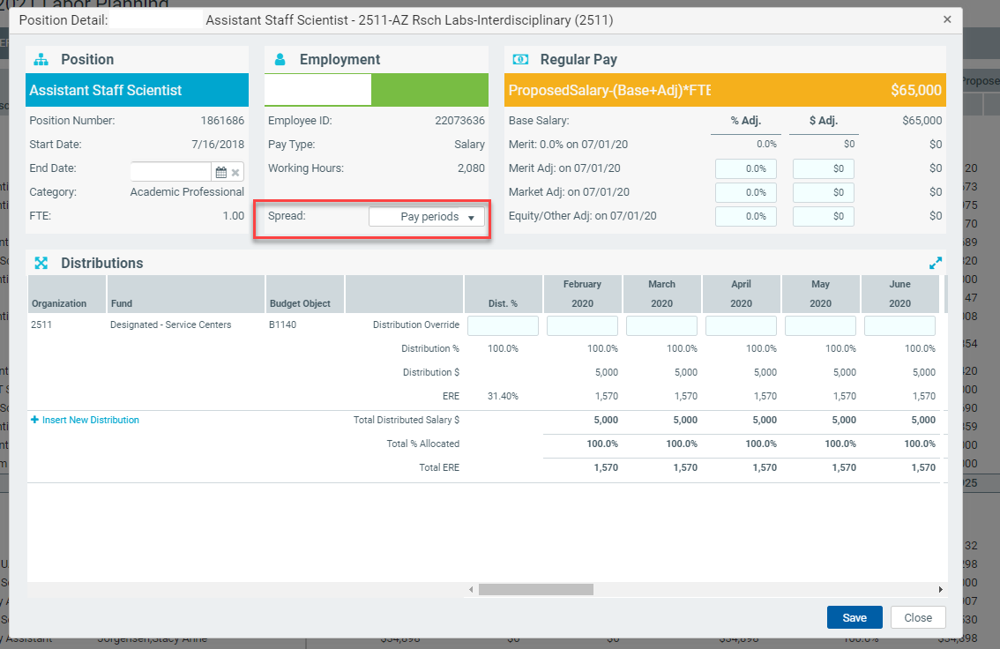 2021 Labor Planning
Position Detail: Assistant Staff Scientist - 2511-AZ Rsch Labs-Interdisciplinary (2511) ×
Position
Assistant Staff Scientist
Position Number: 1861686
Start Date: 7/16/2018
End Date:
Category: Academic Professional
FTE: 1.00
Employment
Employee ID: 22073636
Pay Type: Salary
Working Hours: 2,080
Spread: Pay periods
Regular Pay
ProposedSalary-(Base+Adj)*FTE $65,000
Base Salary: % Adj. $ Adj. $65,000
Merit: 0.0% on 07/01/20 0.0% $0 $0
Merit Adj: on 07/01/20 0.0% $0 $0
Market Adj: on 07/01/20 0.0% $0 $0
Equity/Other Adj: on 07/01/20 0.0% $0 $0
Distributions
Organization Fund Budget Object Dist. % February 2020 March 2020 April 2020 May 2020 June 2020
2511 Designated - Service Centers B1140 Distribution Override
Distribution % 100.0% 100.0% 100.0% 100.0% 100.0% 100.0%
Distribution $ 5,000 5,000 5,000 5,000 5,000
ERE 31.40% 1,570 1,570 1,570 1,570 1,570
+ Insert New Distribution Total Distributed Salary $ 5,000 5,000 5,000 5,000 5,000
Total % Allocated 100.0% 100.0% 100.0% 100.0% 100.0%
Total ERE 1,570 1,570 1,570 1,570 1,570
Save Close